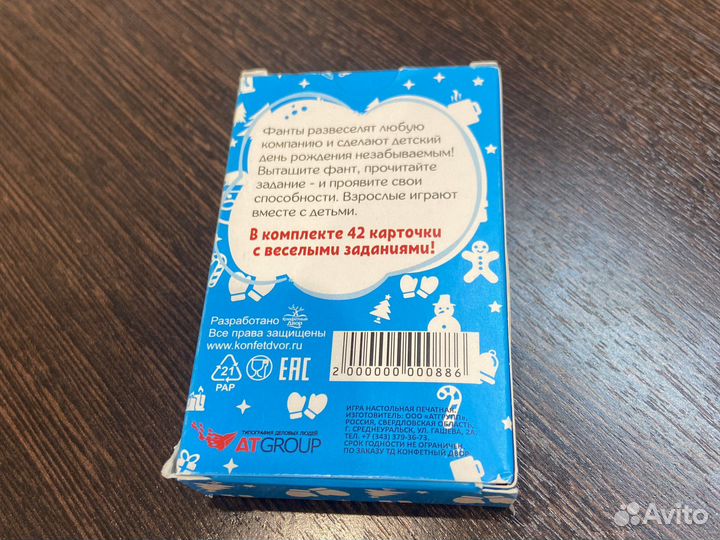 Фанты развеселят любую
компанию и сделают детский
день рождения незабываемым!
Вытащите фант, прочитайте
задание - и проявите свои
способности. Взрослые играют
вместе с детьми.
В комплекте 42 карточки
с веселыми заданиями!
Разработано
Конфетный
двор
Все права защищены
www.konfetdvor.ru
21
PAP
EAC
2 000000 000886
ТИПОГРАФИЯ ДЕЛОВЫХ ЛЮДЕЙ
ATGROUP
ИГРА НАСТОЛЬНАЯ ПЕЧАТНАЯ.
ИЗГОТОВИТЕЛЬ: ООО «АТГРУПП»,
РОССИЯ, СВЕРДЛОВСКАЯ ОБЛАСТЬ,
Г. СРЕДНЕУРАЛЬСК, УЛ. ГАШЕВА, 2А,
ТЕЛ. +7 (343) 379-36-73.
СРОК ГОДНОСТИ НЕ ОГРАНИЧЕН.
ПО ЗАКАЗУ ТД КОНФЕТНЫЙ ДВОР
Avito